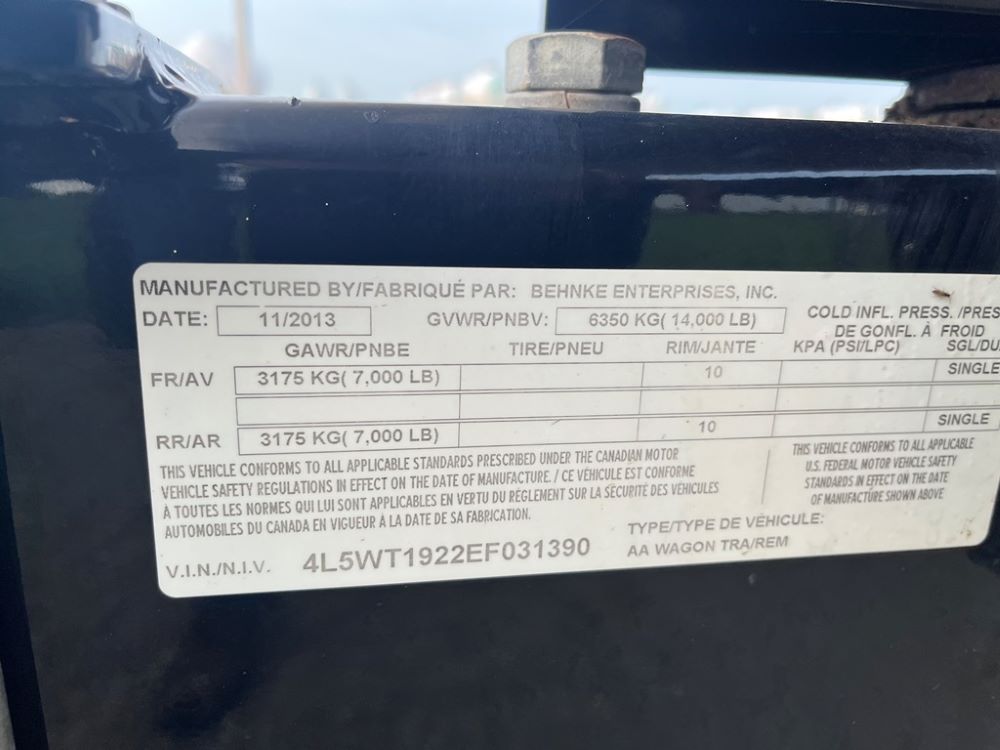 MANUFACTURED BY/FABRIQUÉ PAR: BEHNKE ENTERPRISES, INC.
DATE: 11/2013 GVWR/PNBV: 6350 KG( 14,000 LB) COLD INFL. PRESS. /PRES
DE GONFL. À FROID
GAWR/PNBE TIRE/PNEU RIM/JANTE KPA (PSI/LPC) SGL/DU
FR/AV 3175 KG( 7,000 LB) 10 SINGLE
RR/AR 3175 KG( 7,000 LB) 10 SINGLE
THIS VEHICLE CONFORMS TO ALL APPLICABLE STANDARDS PRESCRIBED UNDER THE CANADIAN MOTOR
VEHICLE SAFETY REGULATIONS IN EFFECT ON THE DATE OF MANUFACTURE. / CE VÉHICULE EST CONFORME
À TOUTES LES NORMES QUI LUI SONT APPLICABLES EN VERTU DU RÈGLEMENT SUR LA SÉCURITÉ DES VÉHICULES
AUTOMOBILES DU CANADA EN VIGUEUR À LA DATE DE SA FABRICATION.
THIS VEHICLE CONFORMS TO ALL APPLICABLE
U.S. FEDERAL MOTOR VEHICLE SAFETY
STANDARDS IN EFFECT ON THE DATE
OF MANUFACTURE SHOWN ABOVE
V.I.N./N.I.V. 4L5WT1922EF031390
TYPE/TYPE DE VÉHICULE:
AA WAGON TRA/REM